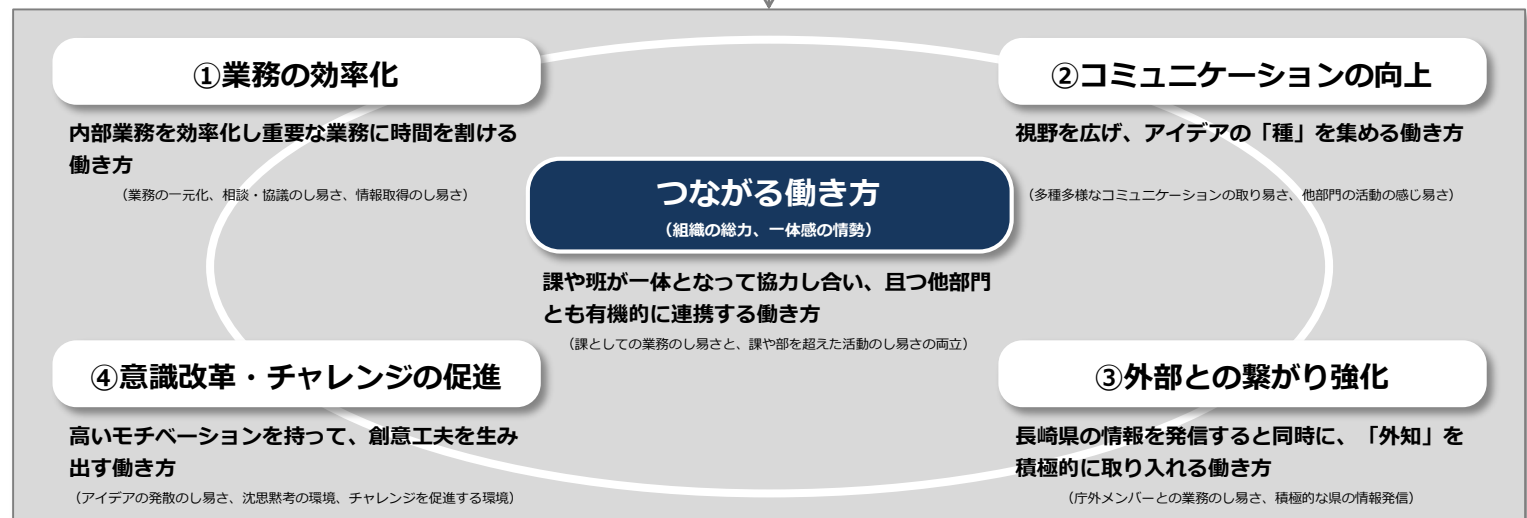 ①業務の効率化
内部業務を効率化し重要な業務に時間を割ける
働き方
（業務の一元化、相談・協議のし易さ、情報取得のし易さ）
②コミュニケーションの向上
視野を広げ、アイデアの「種」を集める働き方
（多種多様なコミュニケーションの取り易さ、他部門の活動の感じ易さ）
つながる働き方
（組織の総力、一体感の情勢）
課や班が一体となって協力し合い、且つ他部門
とも有機的に連携する働き方
（課としての業務のし易さと、課や部を超えた活動のし易さの両立）
④意識改革・チャレンジの促進
高いモチベーションを持って、創意工夫を生み
出す働き方
（アイデアの発散のし易さ、沈思黙考の環境、チャレンジを促進する環境）
③外部との繋がり強化
長崎県の情報を発信すると同時に、「外知」を
積極的に取り入れる働き方
（庁外メンバーとの業務のし易さ、積極的な県の情報発信）